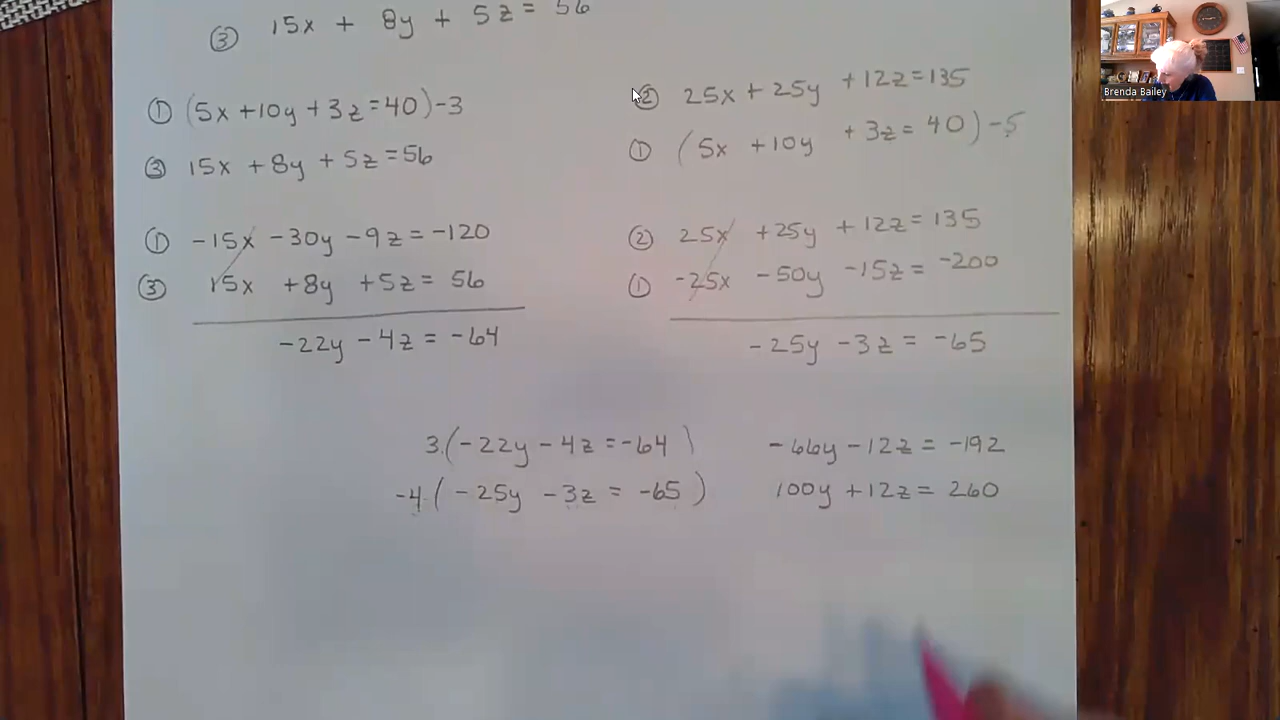 ③ 15x + 8y + 5z = 56
① (5x +10y +3z =40)-3
③ 15x +8y +5z =56
① -15x -30y -9z =-120
③ 15x +8y +5z = 56
-22y -4z = -64
② 25x +25y +12z=135
① (5x +10y +3z = 40) -5
② 25x +25y +12z = 135
① -25x -50y -15z = -200
-25y -3z = -65
3·(-22y -4z =-64)
-4·(-25y -3z = -65)
-66y -12z = -192
100y +12z = 260
Brenda Bailey